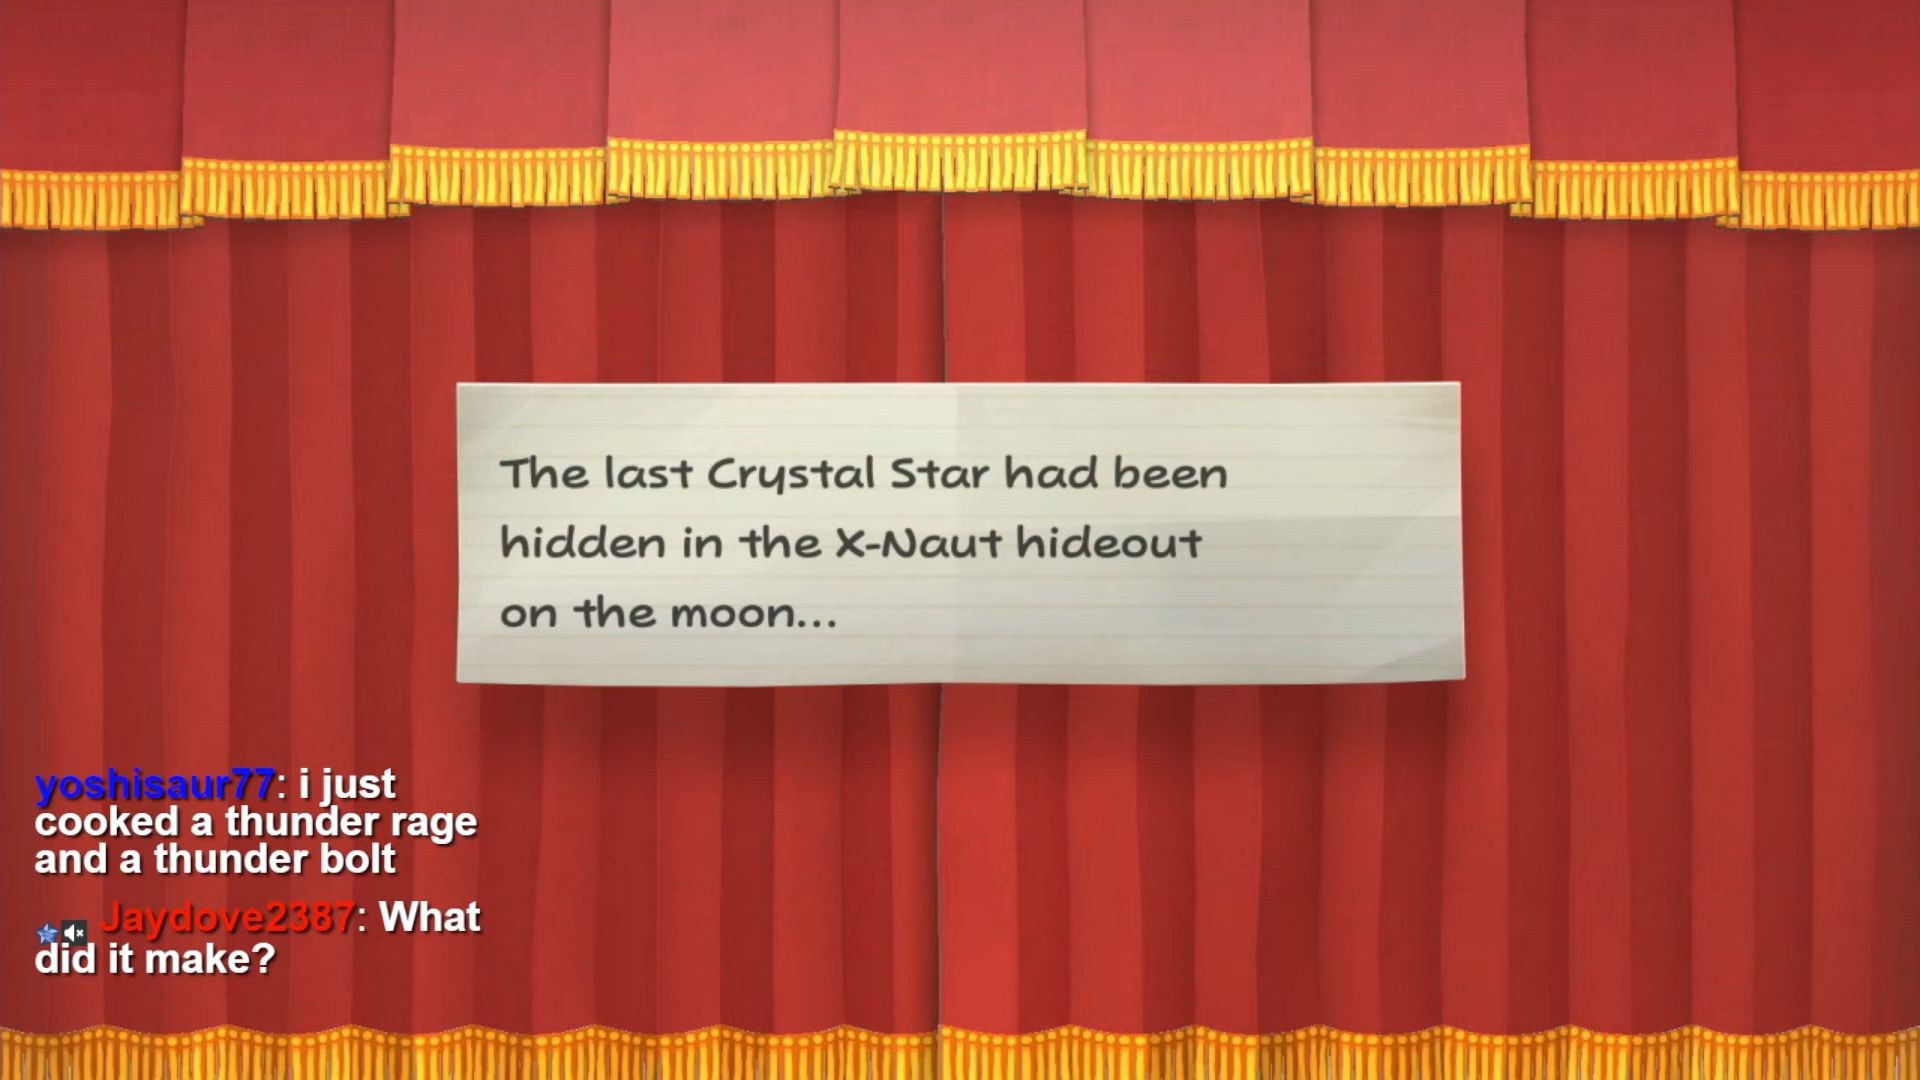 The last Crystal Star had been
hidden in the X-Naut hideout
on the moon...
yoshisaur77: i just
cooked a thunder rage
and a thunder bolt
Jaydove2387: What
did it make?